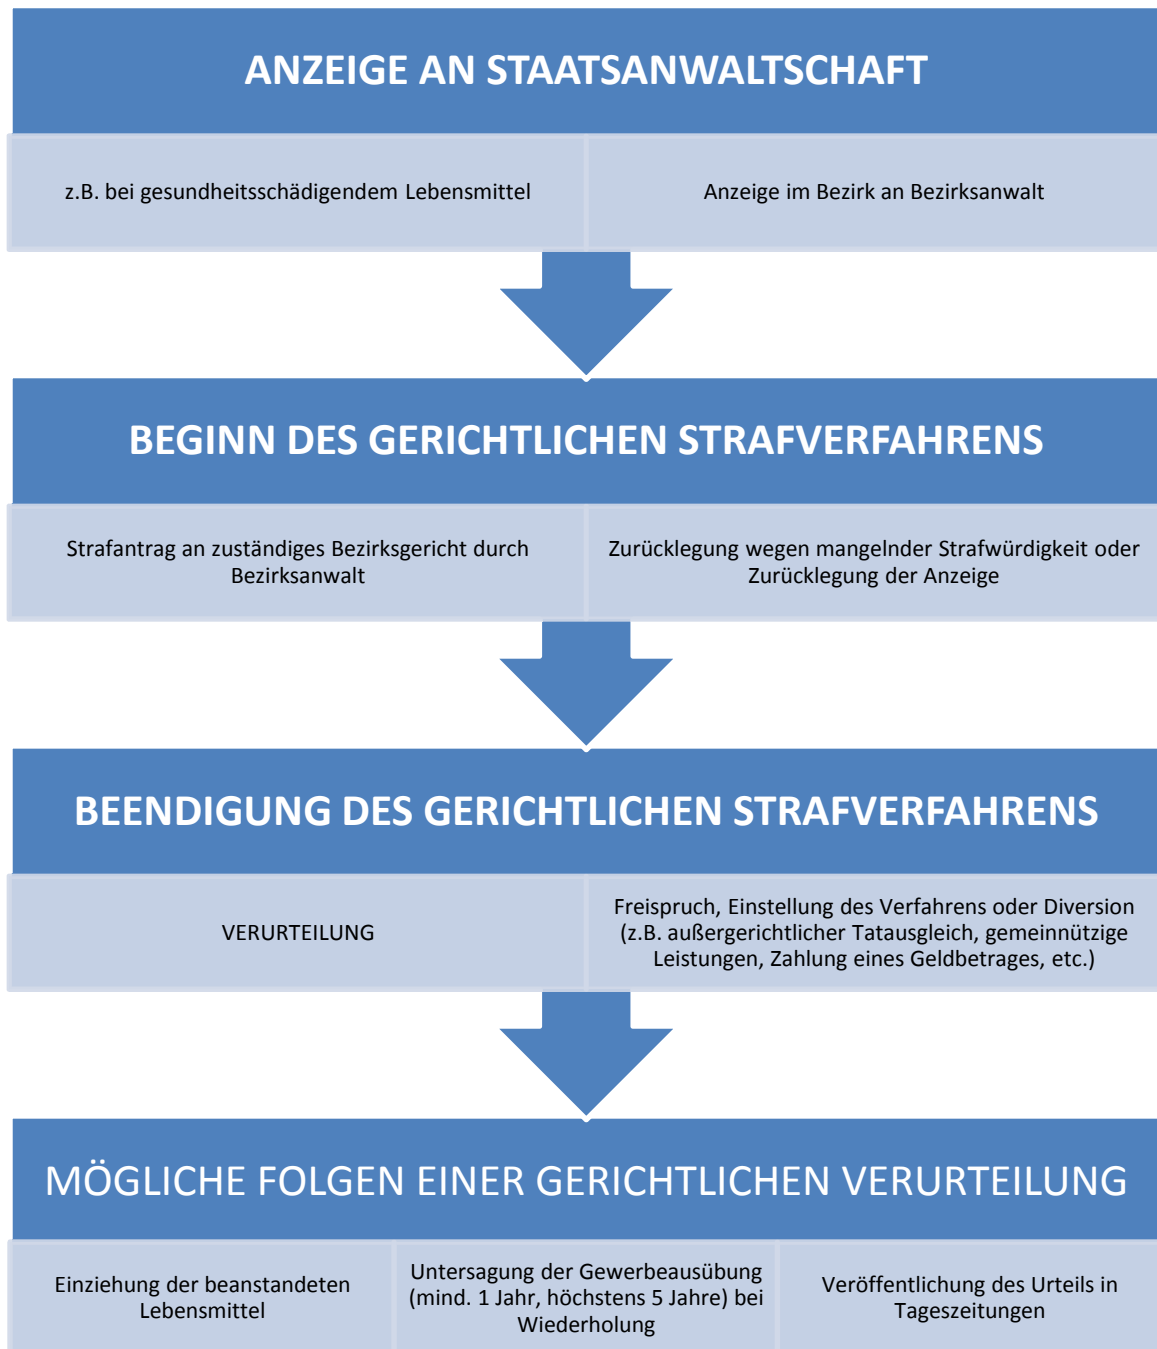 ANZEIGE AN STAATSANWALTSCHAFT
z.B. bei gesundheitsschädigendem Lebensmittel
Anzeige im Bezirk an Bezirksanwalt
BEGINN DES GERICHTLICHEN STRAFVERFAHRENS
Strafantrag an zuständiges Bezirksgericht durch
Bezirksanwalt
Zurücklegung wegen mangelnder Strafwürdigkeit oder
Zurücklegung der Anzeige
BEENDIGUNG DES GERICHTLICHEN STRAFVERFAHRENS
VERURTEILUNG
Freispruch, Einstellung des Verfahrens oder Diversion
(z.B. außergerichtlicher Tatausgleich, gemeinnützige
Leistungen, Zahlung eines Geldbetrages, etc.)
MÖGLICHE FOLGEN EINER GERICHTLICHEN VERURTEILUNG
Einziehung der beanstandeten
Lebensmittel
Untersagung der Gewerbeausübung
(mind. 1 Jahr, höchstens 5 Jahre) bei
Wiederholung
Veröffentlichung des Urteils in
Tageszeitungen